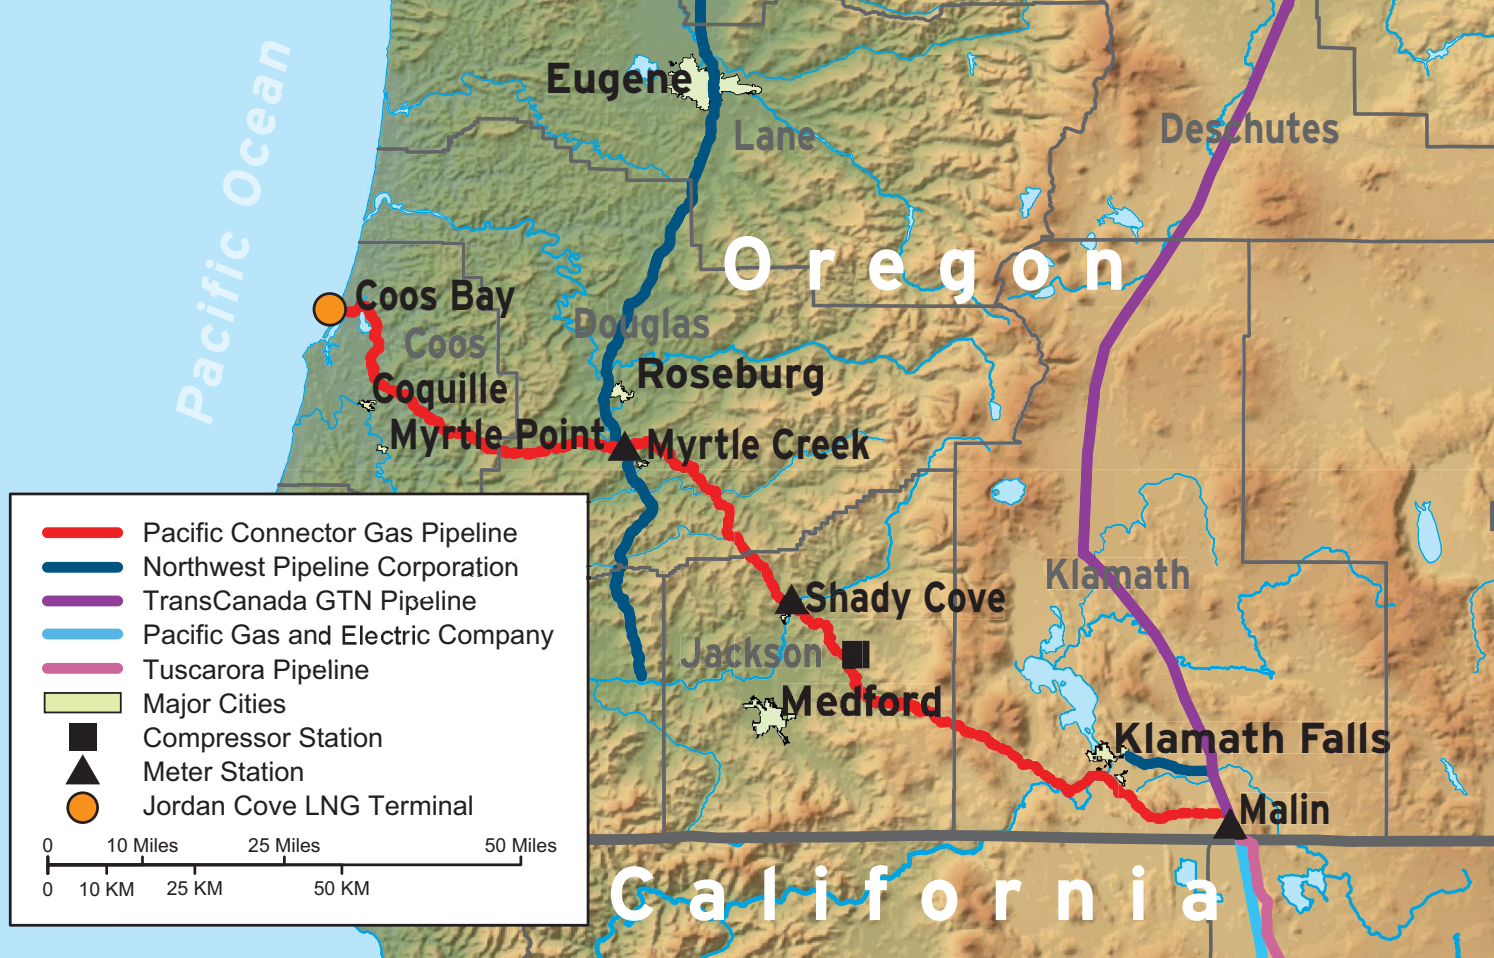 Pacific Ocean
Eugene
Lane
Deschutes
Oregon
Coos Bay
Coos
Douglas
Roseburg
Coquille
Myrtle Point
Myrtle Creek
Klamath
Shady Cove
Jackson
Medford
Klamath Falls
Malin
California
Pacific Connector Gas Pipeline
Northwest Pipeline Corporation
TransCanada GTN Pipeline
Pacific Gas and Electric Company
Tuscarora Pipeline
Major Cities
Compressor Station
Meter Station
Jordan Cove LNG Terminal
0 10 Miles 25 Miles 50 Miles
0 10 KM 25 KM 50 KM